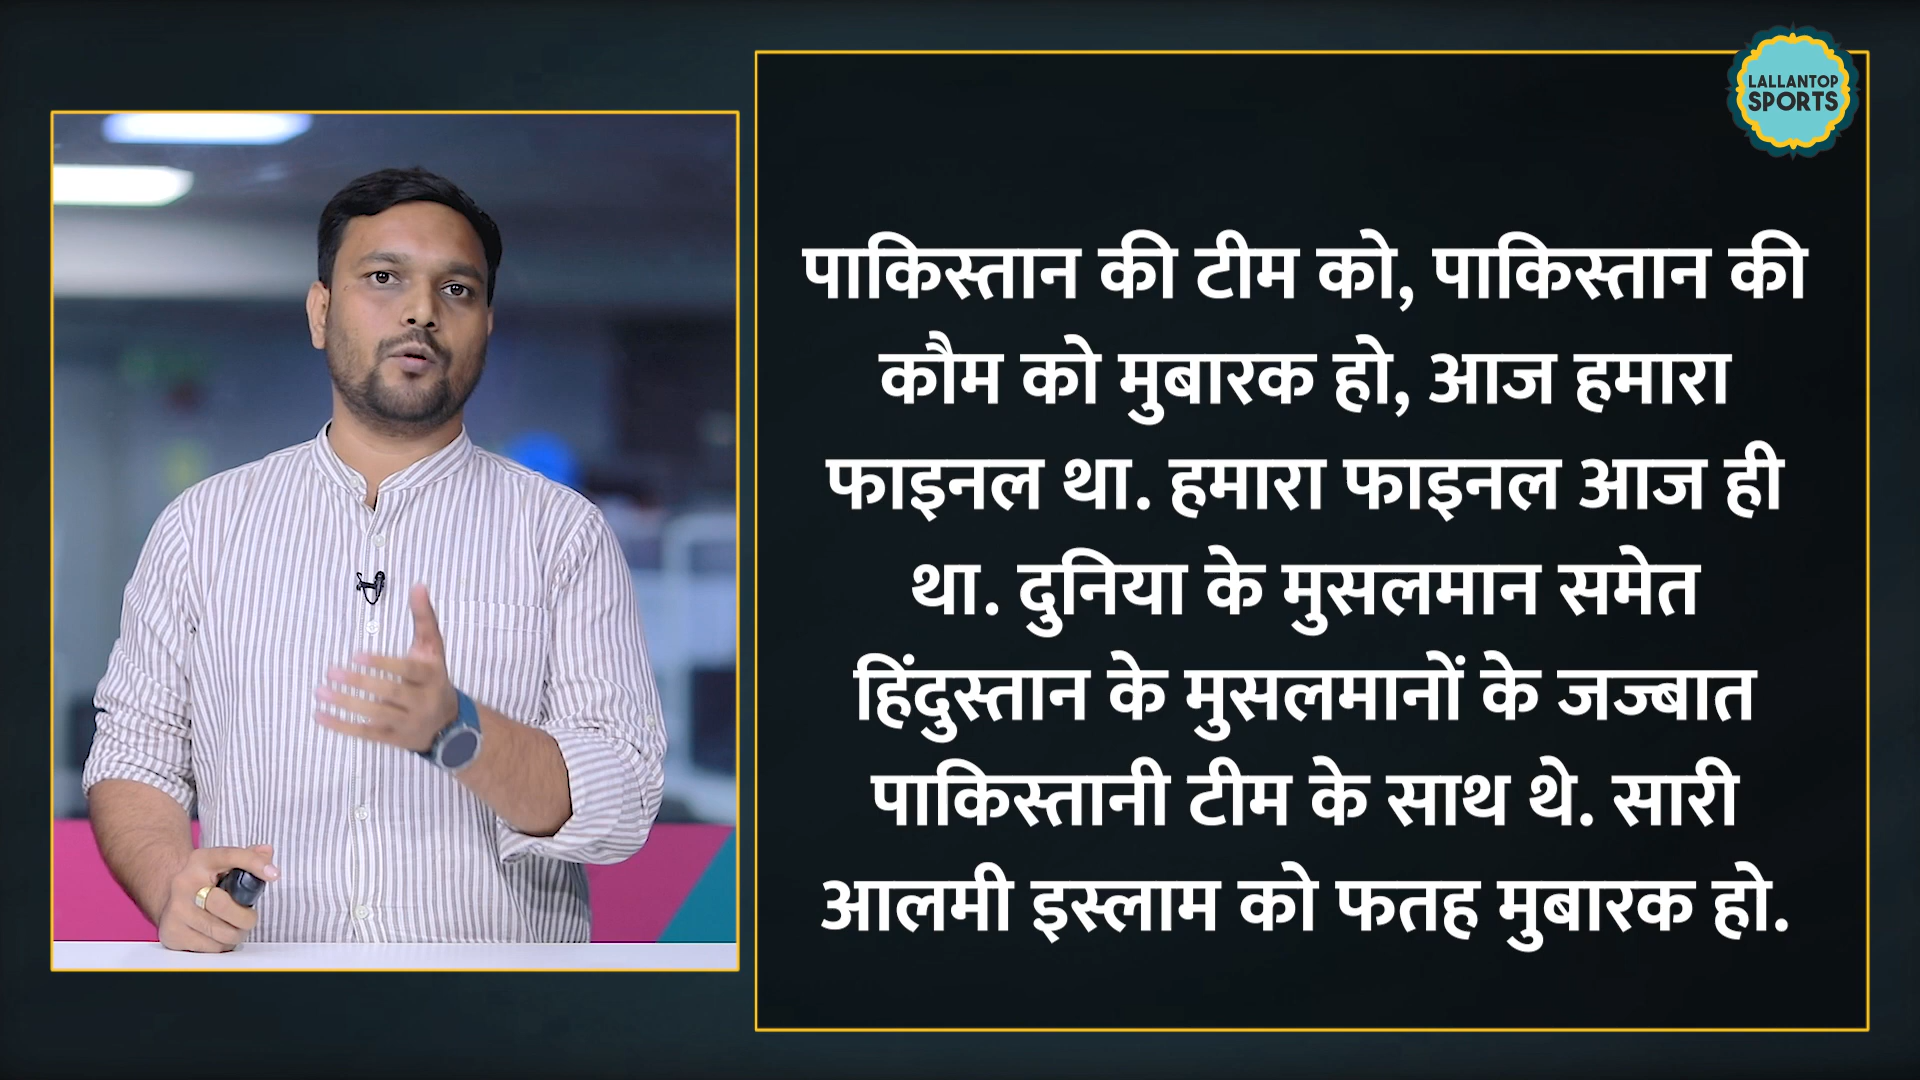 LALLANTOP
SPORTS
पाकिस्तान की टीम को, पाकिस्तान की
कौम को मुबारक हो, आज हमारा
फाइनल था. हमारा फाइनल आज ही
था. दुनिया के मुसलमान समेत
हिंदुस्तान के मुसलमानों के जज्बात
पाकिस्तानी टीम के साथ थे. सारी
आलमी इस्लाम को फतह मुबारक हो.